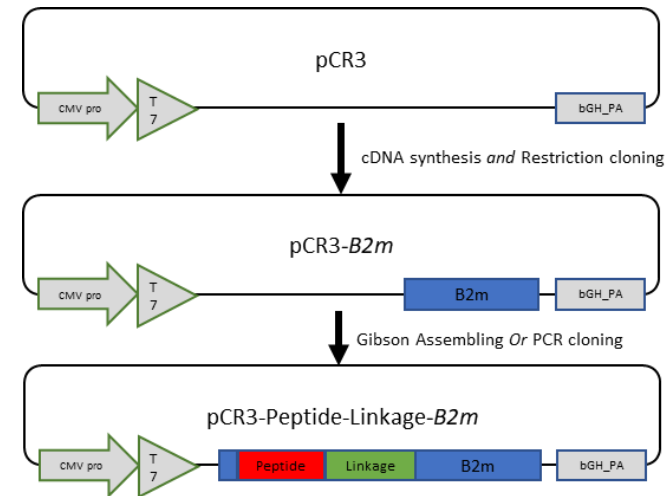 pCR3
CMV pro
T
7
bGH_PA
cDNA synthesis and Restriction cloning
pCR3-B2m
CMV pro
T
7
B2m
bGH_PA
Gibson Assembling Or PCR cloning
pCR3-Peptide-Linkage-B2m
CMV pro
T
7
Peptide
Linkage
B2m
bGH_PA